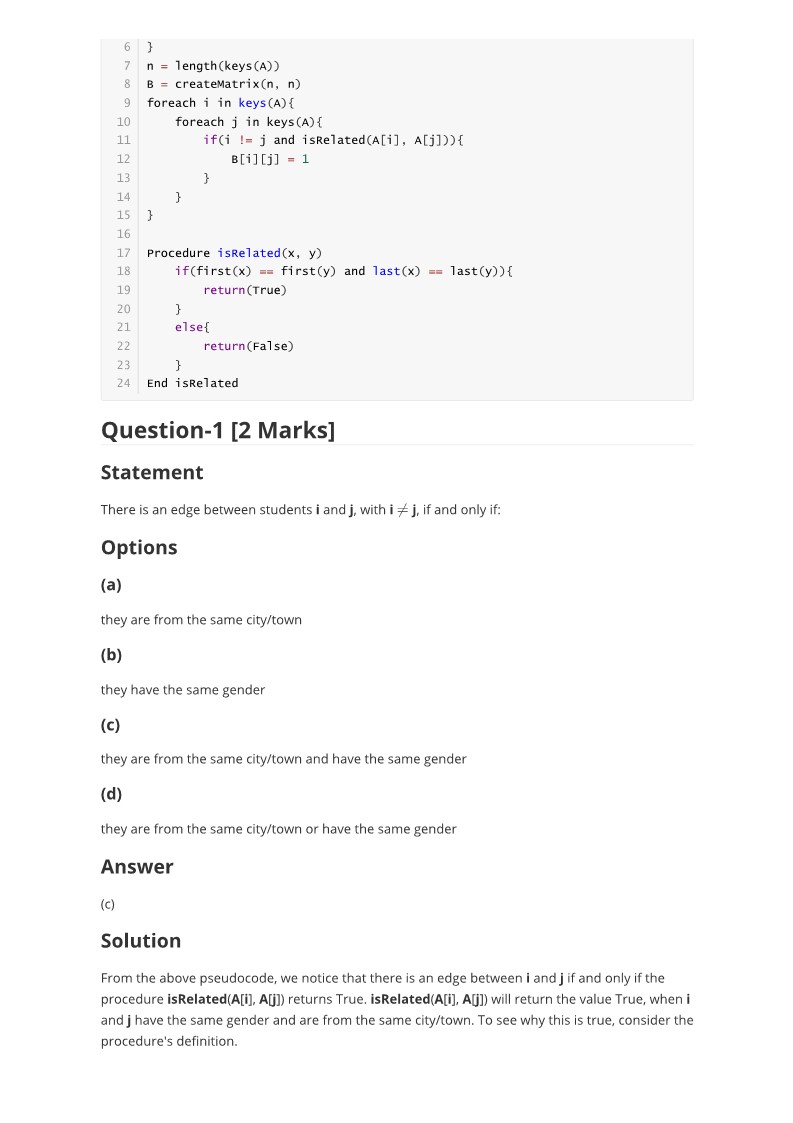 6 }
7 n = length(keys(A))
8 B = createMatrix(n, n)
9 foreach i in keys(A){
10     foreach j in keys(A){
11         if(i != j and isRelated(A[i], A[j])){
12             B[i][j] = 1
13         }
14     }
15 }
16
17 Procedure isRelated(x, y)
18     if(first(x) == first(y) and last(x) == last(y)){
19         return(True)
20     }
21     else{
22         return(False)
23     }
24 End isRelated
Question-1 [2 Marks]
Statement
There is an edge between students i and j, with i ≠ j, if and only if:
Options
(a)
they are from the same city/town
(b)
they have the same gender
(c)
they are from the same city/town and have the same gender
(d)
they are from the same city/town or have the same gender
Answer
(c)
Solution
From the above pseudocode, we notice that there is an edge between i and j if and only if the
procedure isRelated(A[i], A[j]) returns True. isRelated(A[i], A[j]) will return the value True, when i
and j have the same gender and are from the same city/town. To see why this is true, consider the
procedure's definition.